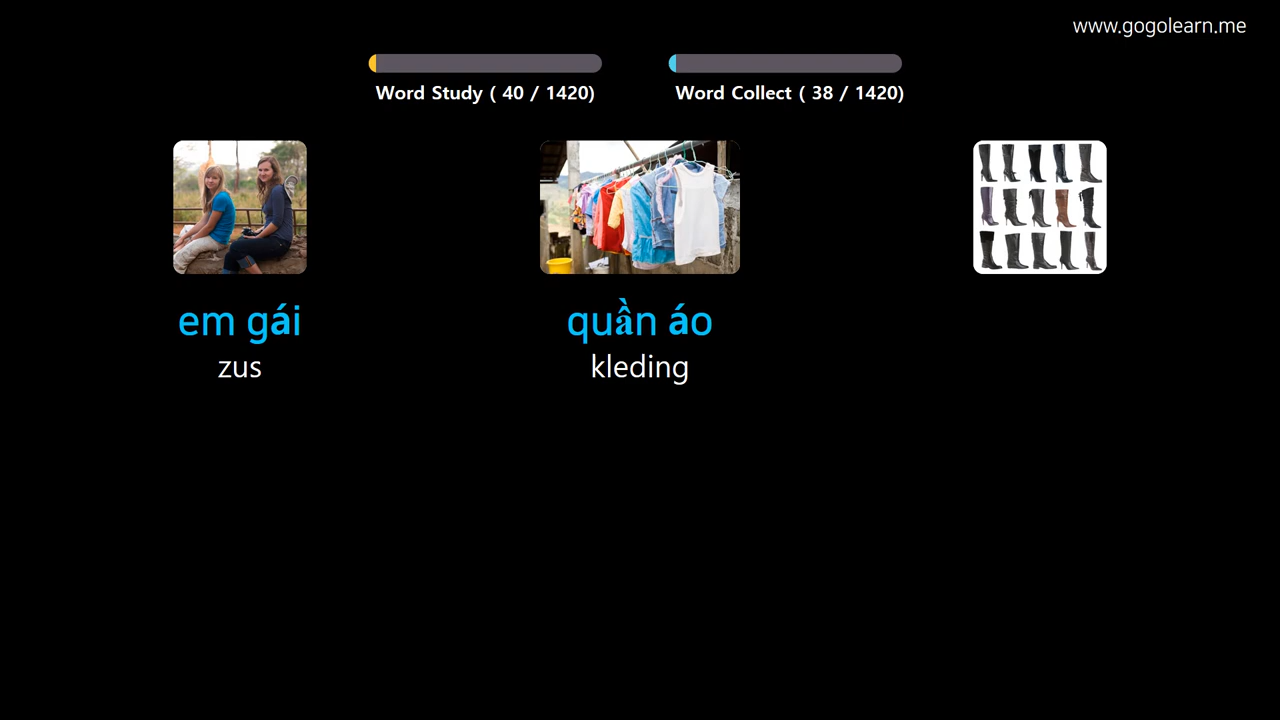 www.gogolearn.me
Word Study ( 40 / 1420)
Word Collect ( 38 / 1420)
em gái
quần áo
zus
kleding